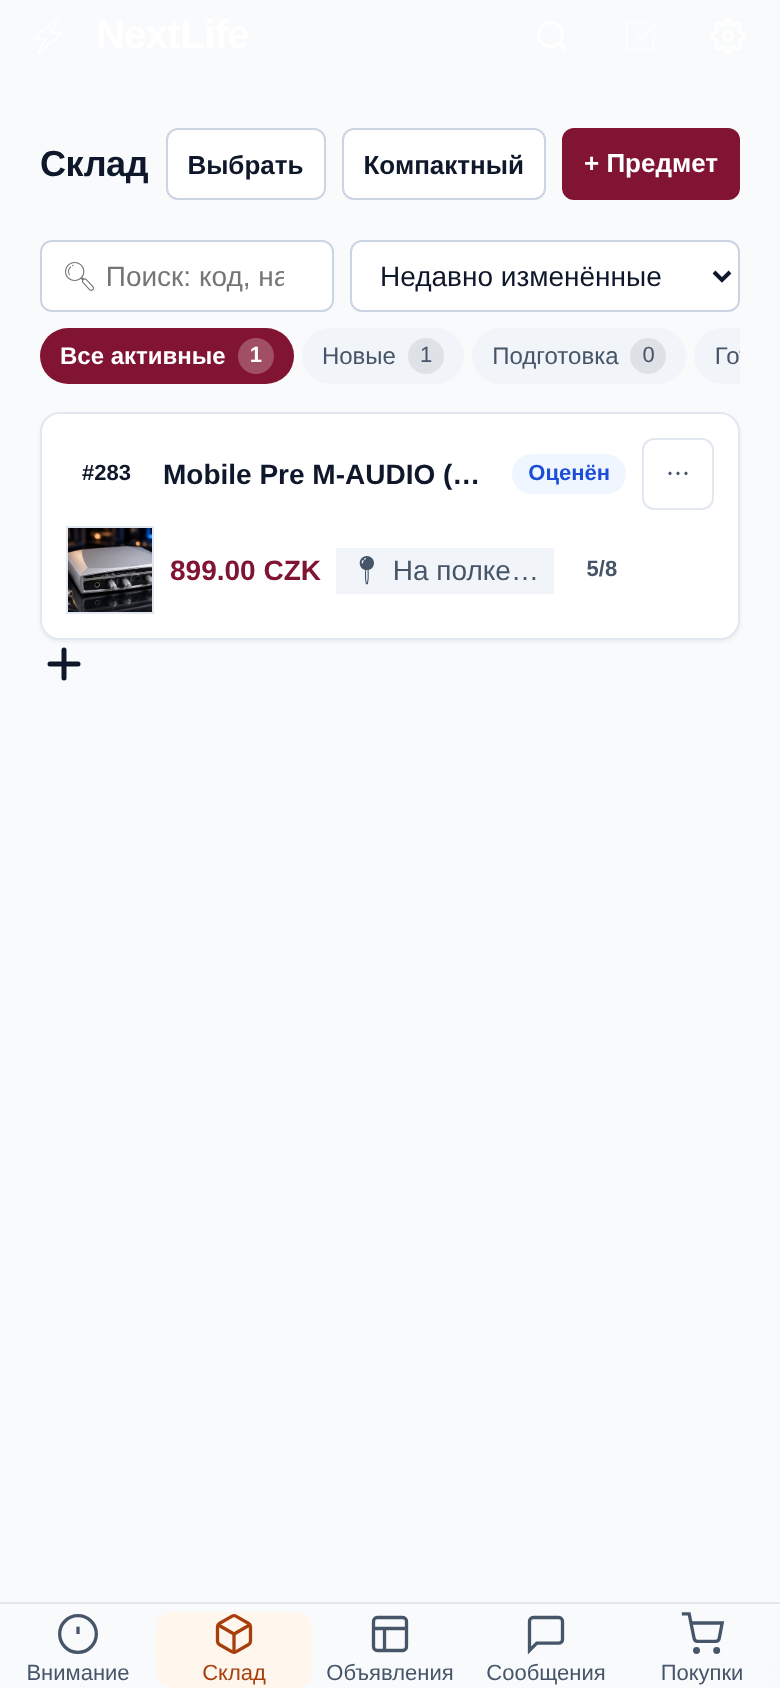 NextLife
Склад
Выбрать
Компактный
+ Предмет
Поиск: код, на
Недавно изменённые
Все активные 1
Новые 1
Подготовка 0
Го
#283
Mobile Pre M-AUDIO (...
Оценён
...
899.00 CZK
На полке...
5/8
Внимание
Склад
Объявления
Сообщения
Покупки